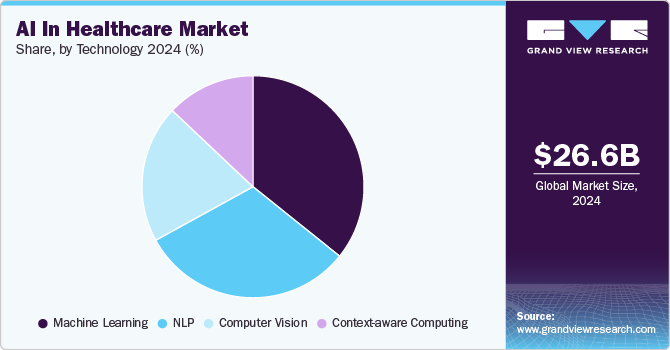 AI In Healthcare Market
Share, by Technology 2024 (%)
Machine Learning NLP Computer Vision Context-aware Computing
GVR
GRAND VIEW RESEARCH
$26.6B
Global Market Size,
2024
Source:
www.grandviewresearch.com